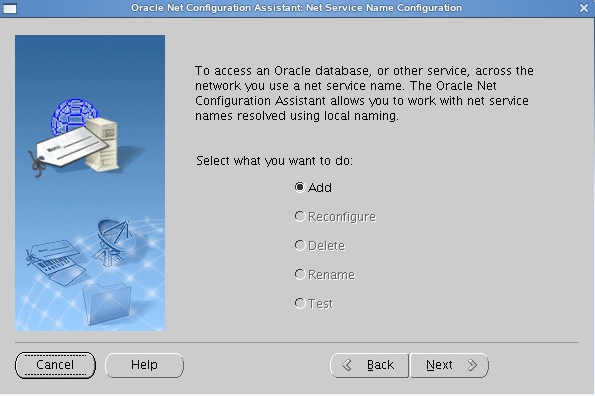 Oracle Net Configuration Assistant: Net Service Name Configuration
To access an Oracle database, or other service, across the
network you use a net service name. The Oracle Net
Configuration Assistant allows you to work with net service
names resolved using local naming.
Select what you want to do:
Add
Reconfigure
Delete
Rename
Test
Cancel Help Back Next